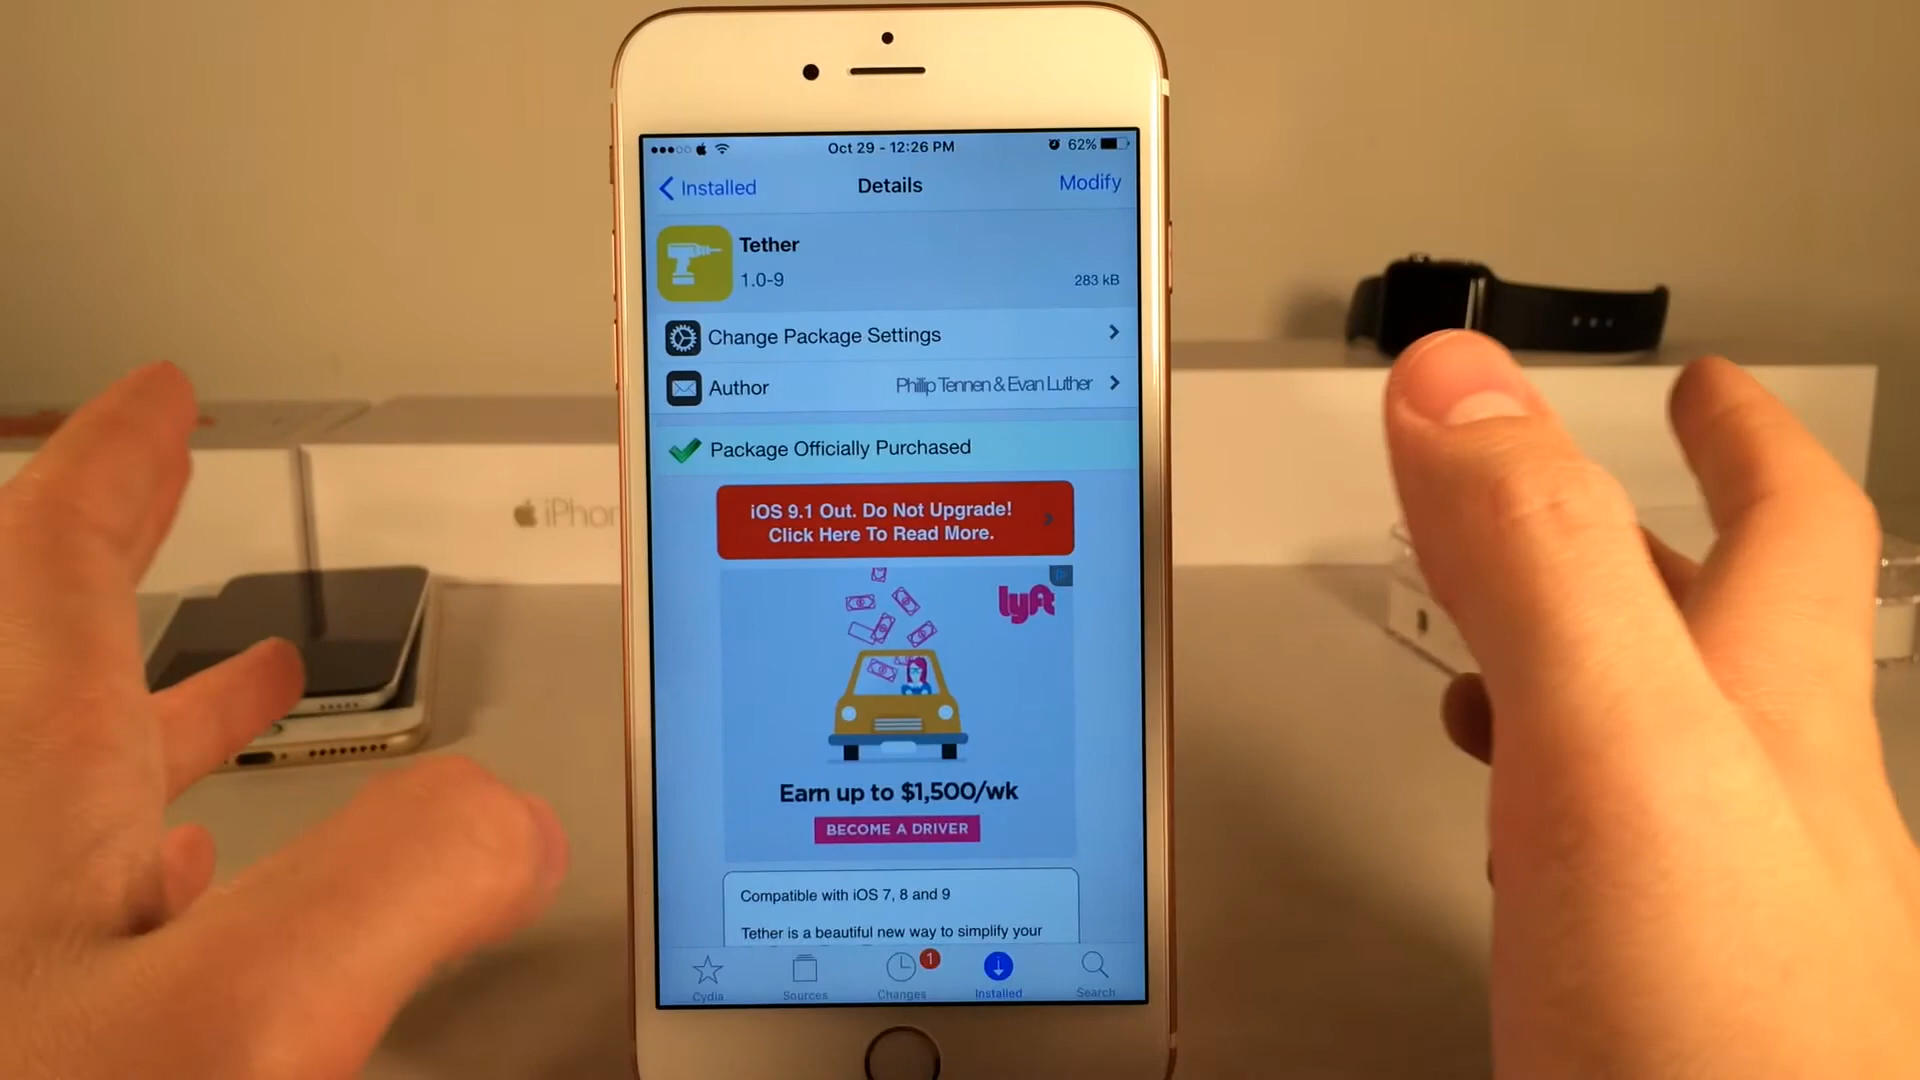 Oct 29 - 12:26 PM
62%
Installed
Details
Modify
Tether
1.0-9
283 kB
Change Package Settings
Author
Phillip Tennen & Evan Luther
Package Officially Purchased
iOS 9.1 Out. Do Not Upgrade!
Click Here To Read More.
lyft
Earn up to $1,500/wk
BECOME A DRIVER
Compatible with iOS 7, 8 and 9
Tether is a beautiful new way to simplify your
1
Cydia
Sources
Changes
Installed
Search